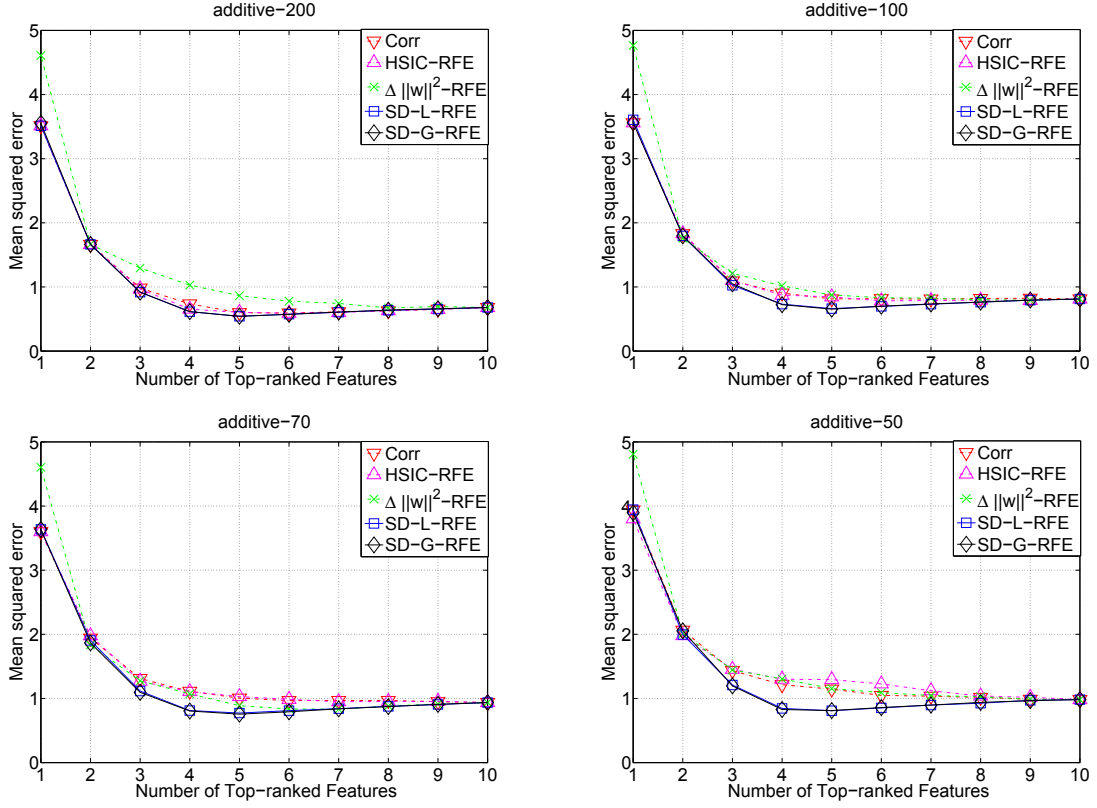 additive−200
Mean squared error
5
4
3
2
1
0
Corr
HSIC−RFE
Δ ||w||²−RFE
SD−L−RFE
SD−G−RFE
1 2 3 4 5 6 7 8 9 10
Number of Top−ranked Features
additive−100
Mean squared error
5
4
3
2
1
0
Corr
HSIC−RFE
Δ ||w||²−RFE
SD−L−RFE
SD−G−RFE
1 2 3 4 5 6 7 8 9 10
Number of Top−ranked Features
additive−70
Mean squared error
5
4
3
2
1
0
Corr
HSIC−RFE
Δ ||w||²−RFE
SD−L−RFE
SD−G−RFE
1 2 3 4 5 6 7 8 9 10
Number of Top−ranked Features
additive−50
Mean squared error
5
4
3
2
1
0
Corr
HSIC−RFE
Δ ||w||²−RFE
SD−L−RFE
SD−G−RFE
1 2 3 4 5 6 7 8 9 10
Number of Top−ranked Features